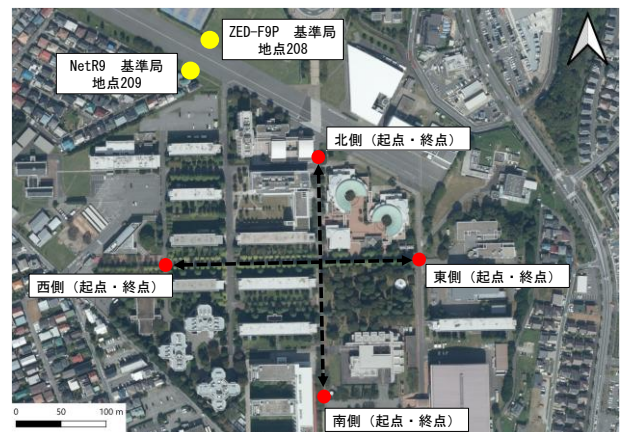 ZED-F9P 基準局
地点208
NetR9 基準局
地点209
北側（起点・終点）
西側（起点・終点）
東側（起点・終点）
南側（起点・終点）
0 50 100 m